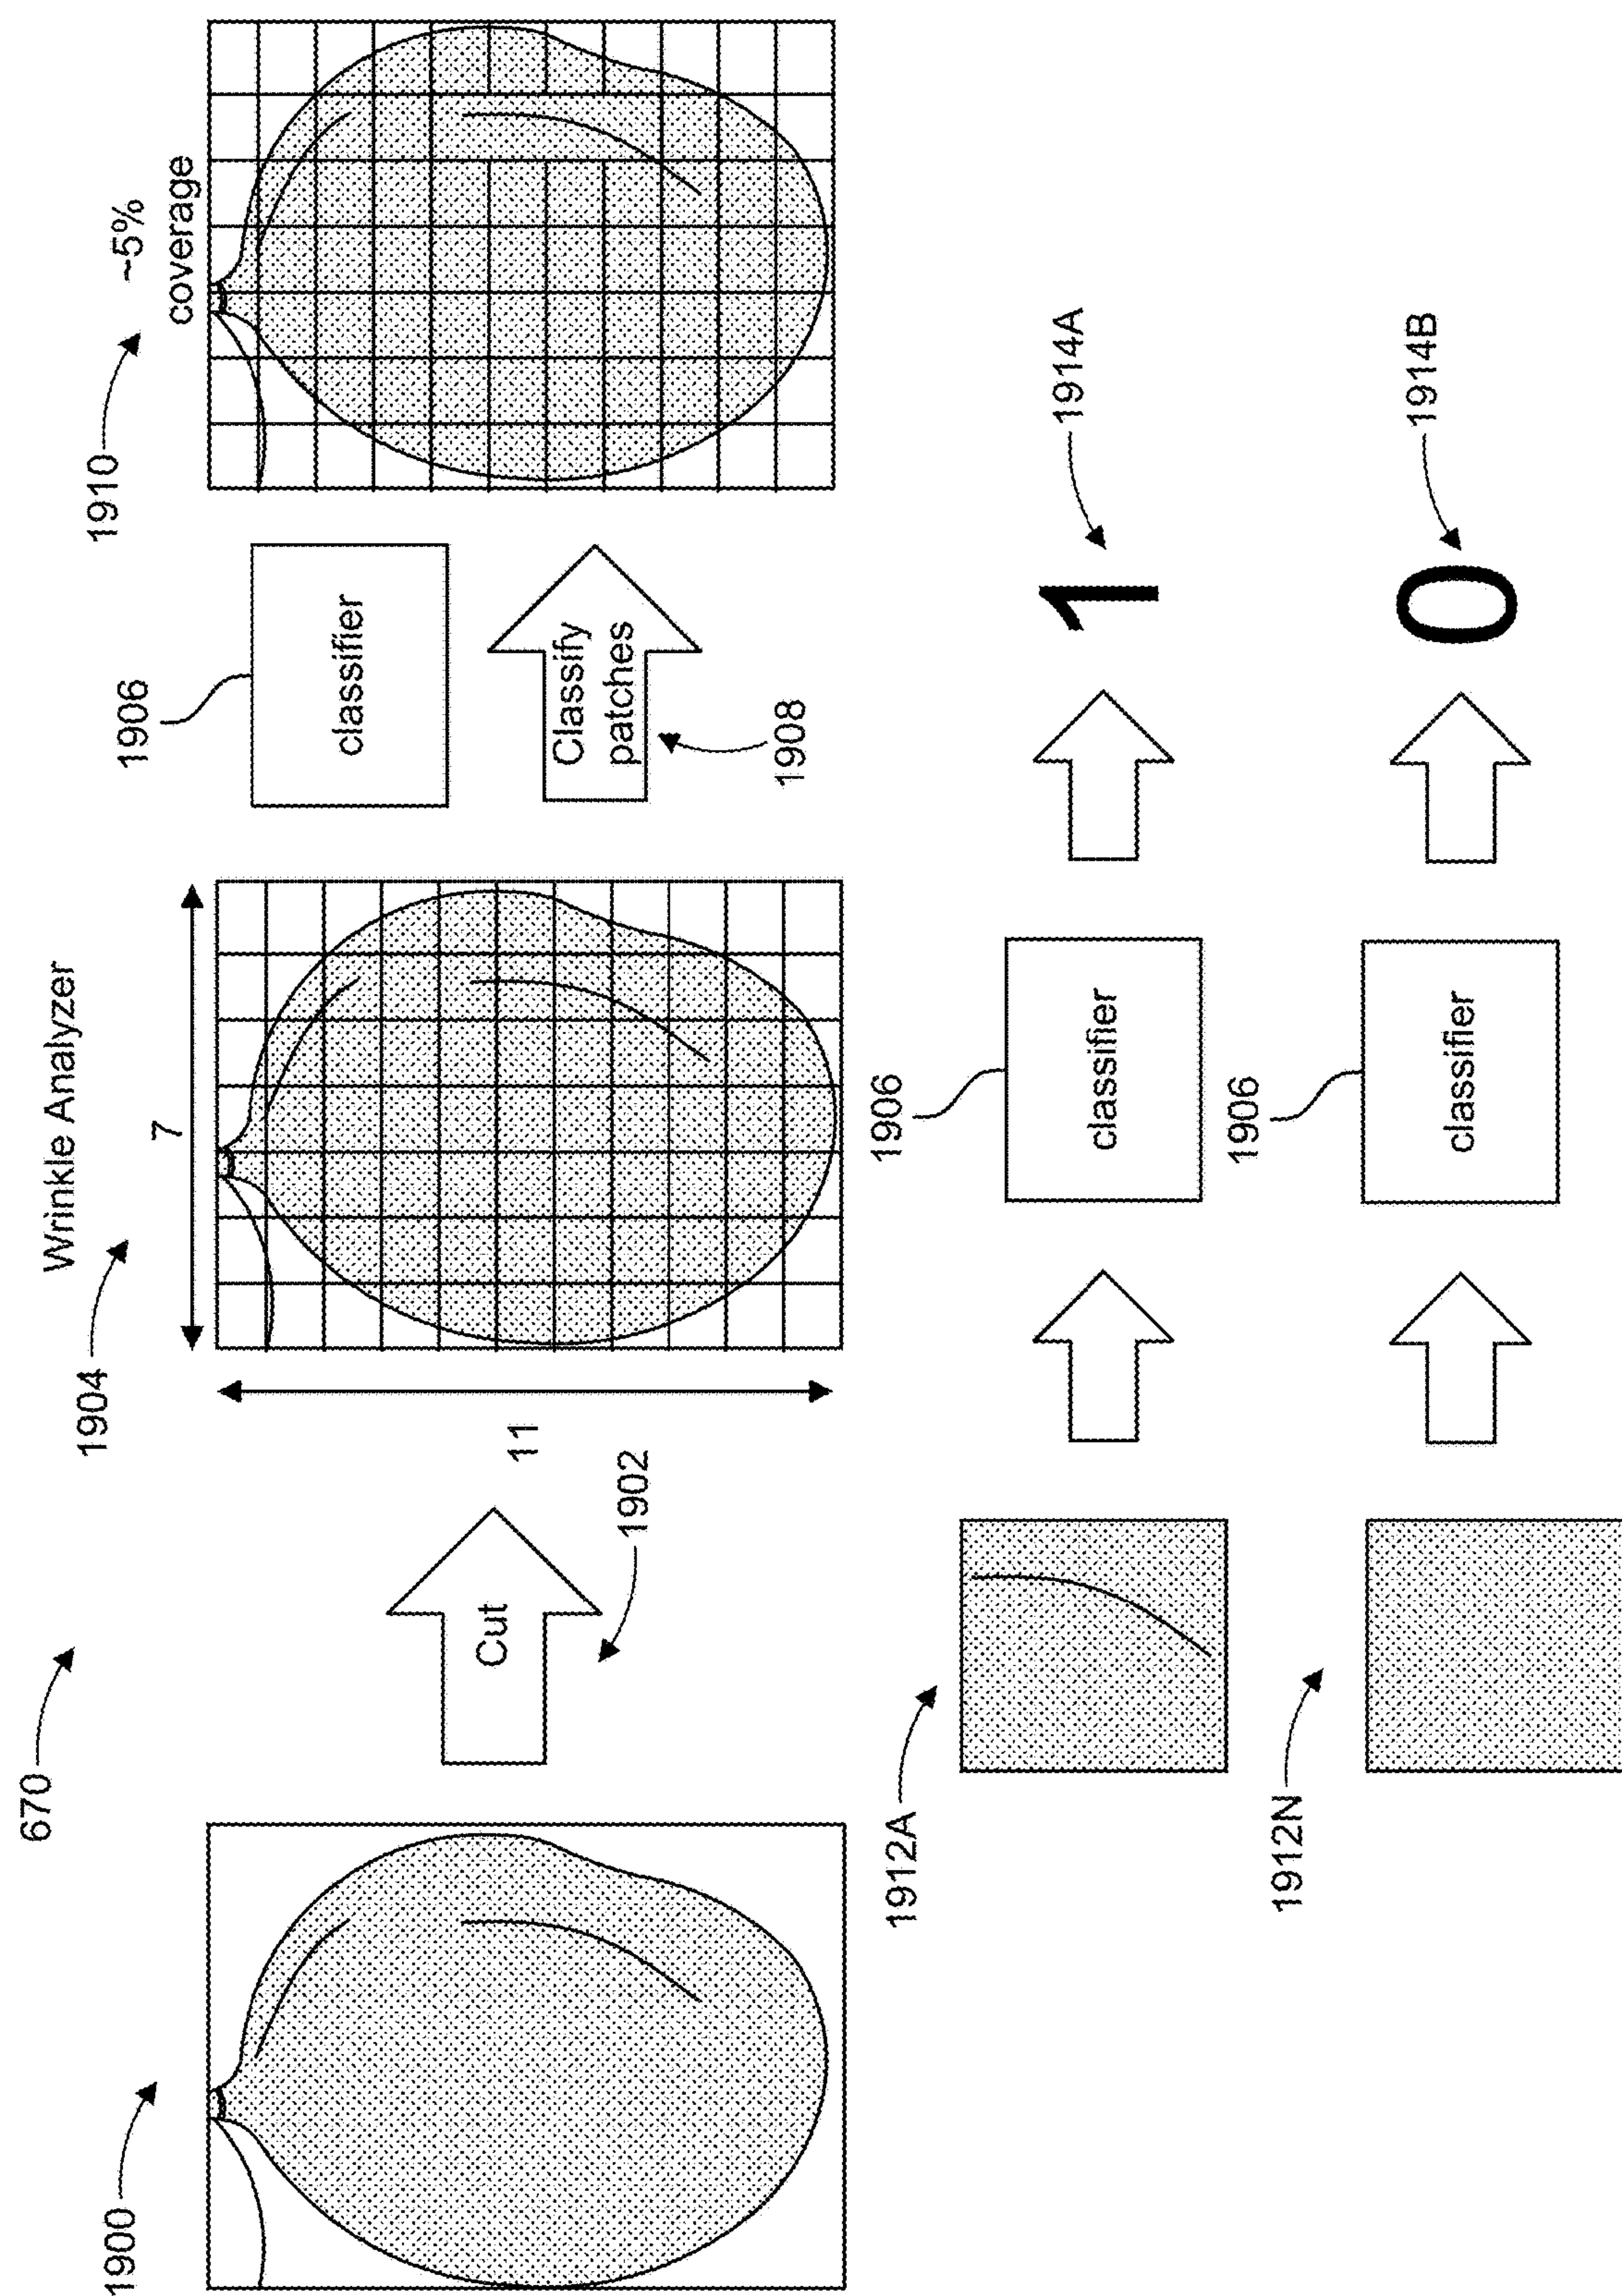 670
Wrinkle Analyzer
1900
Cut
1902
1904
7
11
1906
classifier
Classify
patches
1908
1910
~5%
coverage
1912A
1906
classifier
1
1914A
1912N
1906
classifier
0
1914B